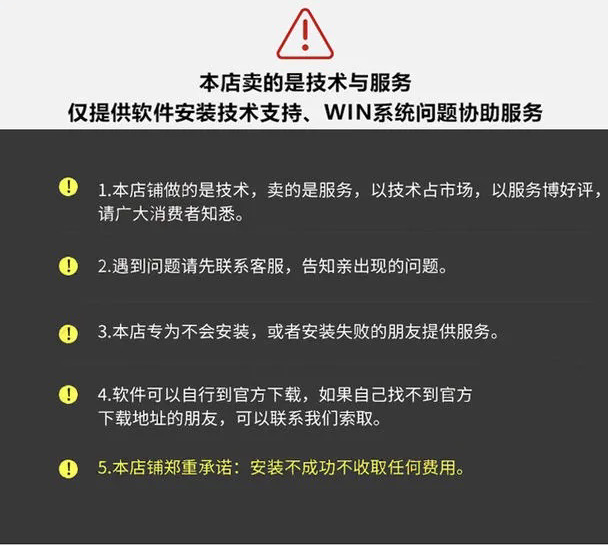 本店卖的是技术与服务
仅提供软件安装技术支持、WIN系统问题协助服务
1.本店铺做的是技术，卖的是服务，以技术占市场，以服务博好评，
请广大消费者知悉。
2.遇到问题请先联系客服，告知亲出现的问题。
3.本店专为不会安装，或者安装失败的朋友提供服务。
4.软件可以自行到官方下载，如果自己找不到官方
下载地址的朋友，可以联系我们索取。
5.本店铺郑重承诺：安装不成功不收取任何费用。